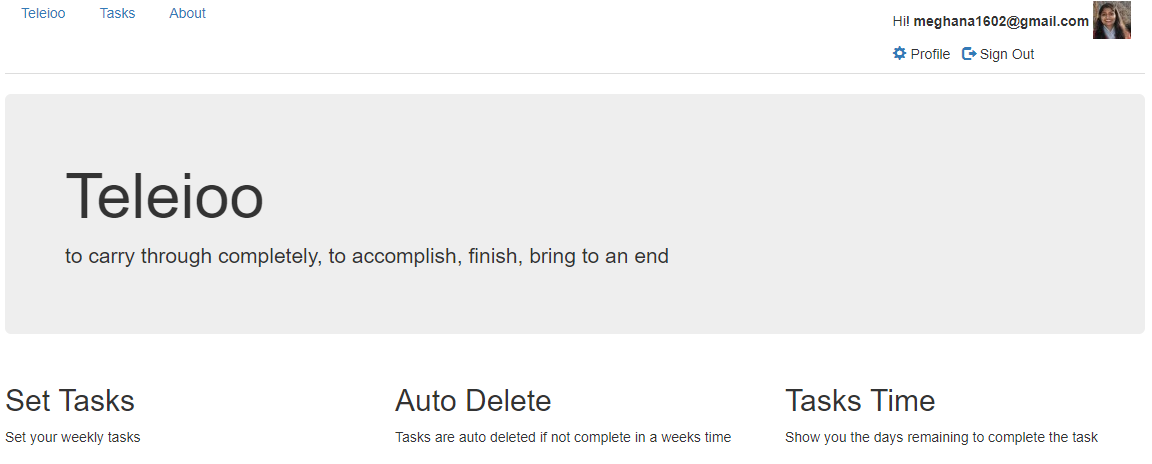 Teleioo Tasks About
Hi! meghana1602@gmail.com
Profile Sign Out
Teleioo
to carry through completely, to accomplish, finish, bring to an end
Set Tasks
Set your weekly tasks
Auto Delete
Tasks are auto deleted if not complete in a weeks time
Tasks Time
Show you the days remaining to complete the task